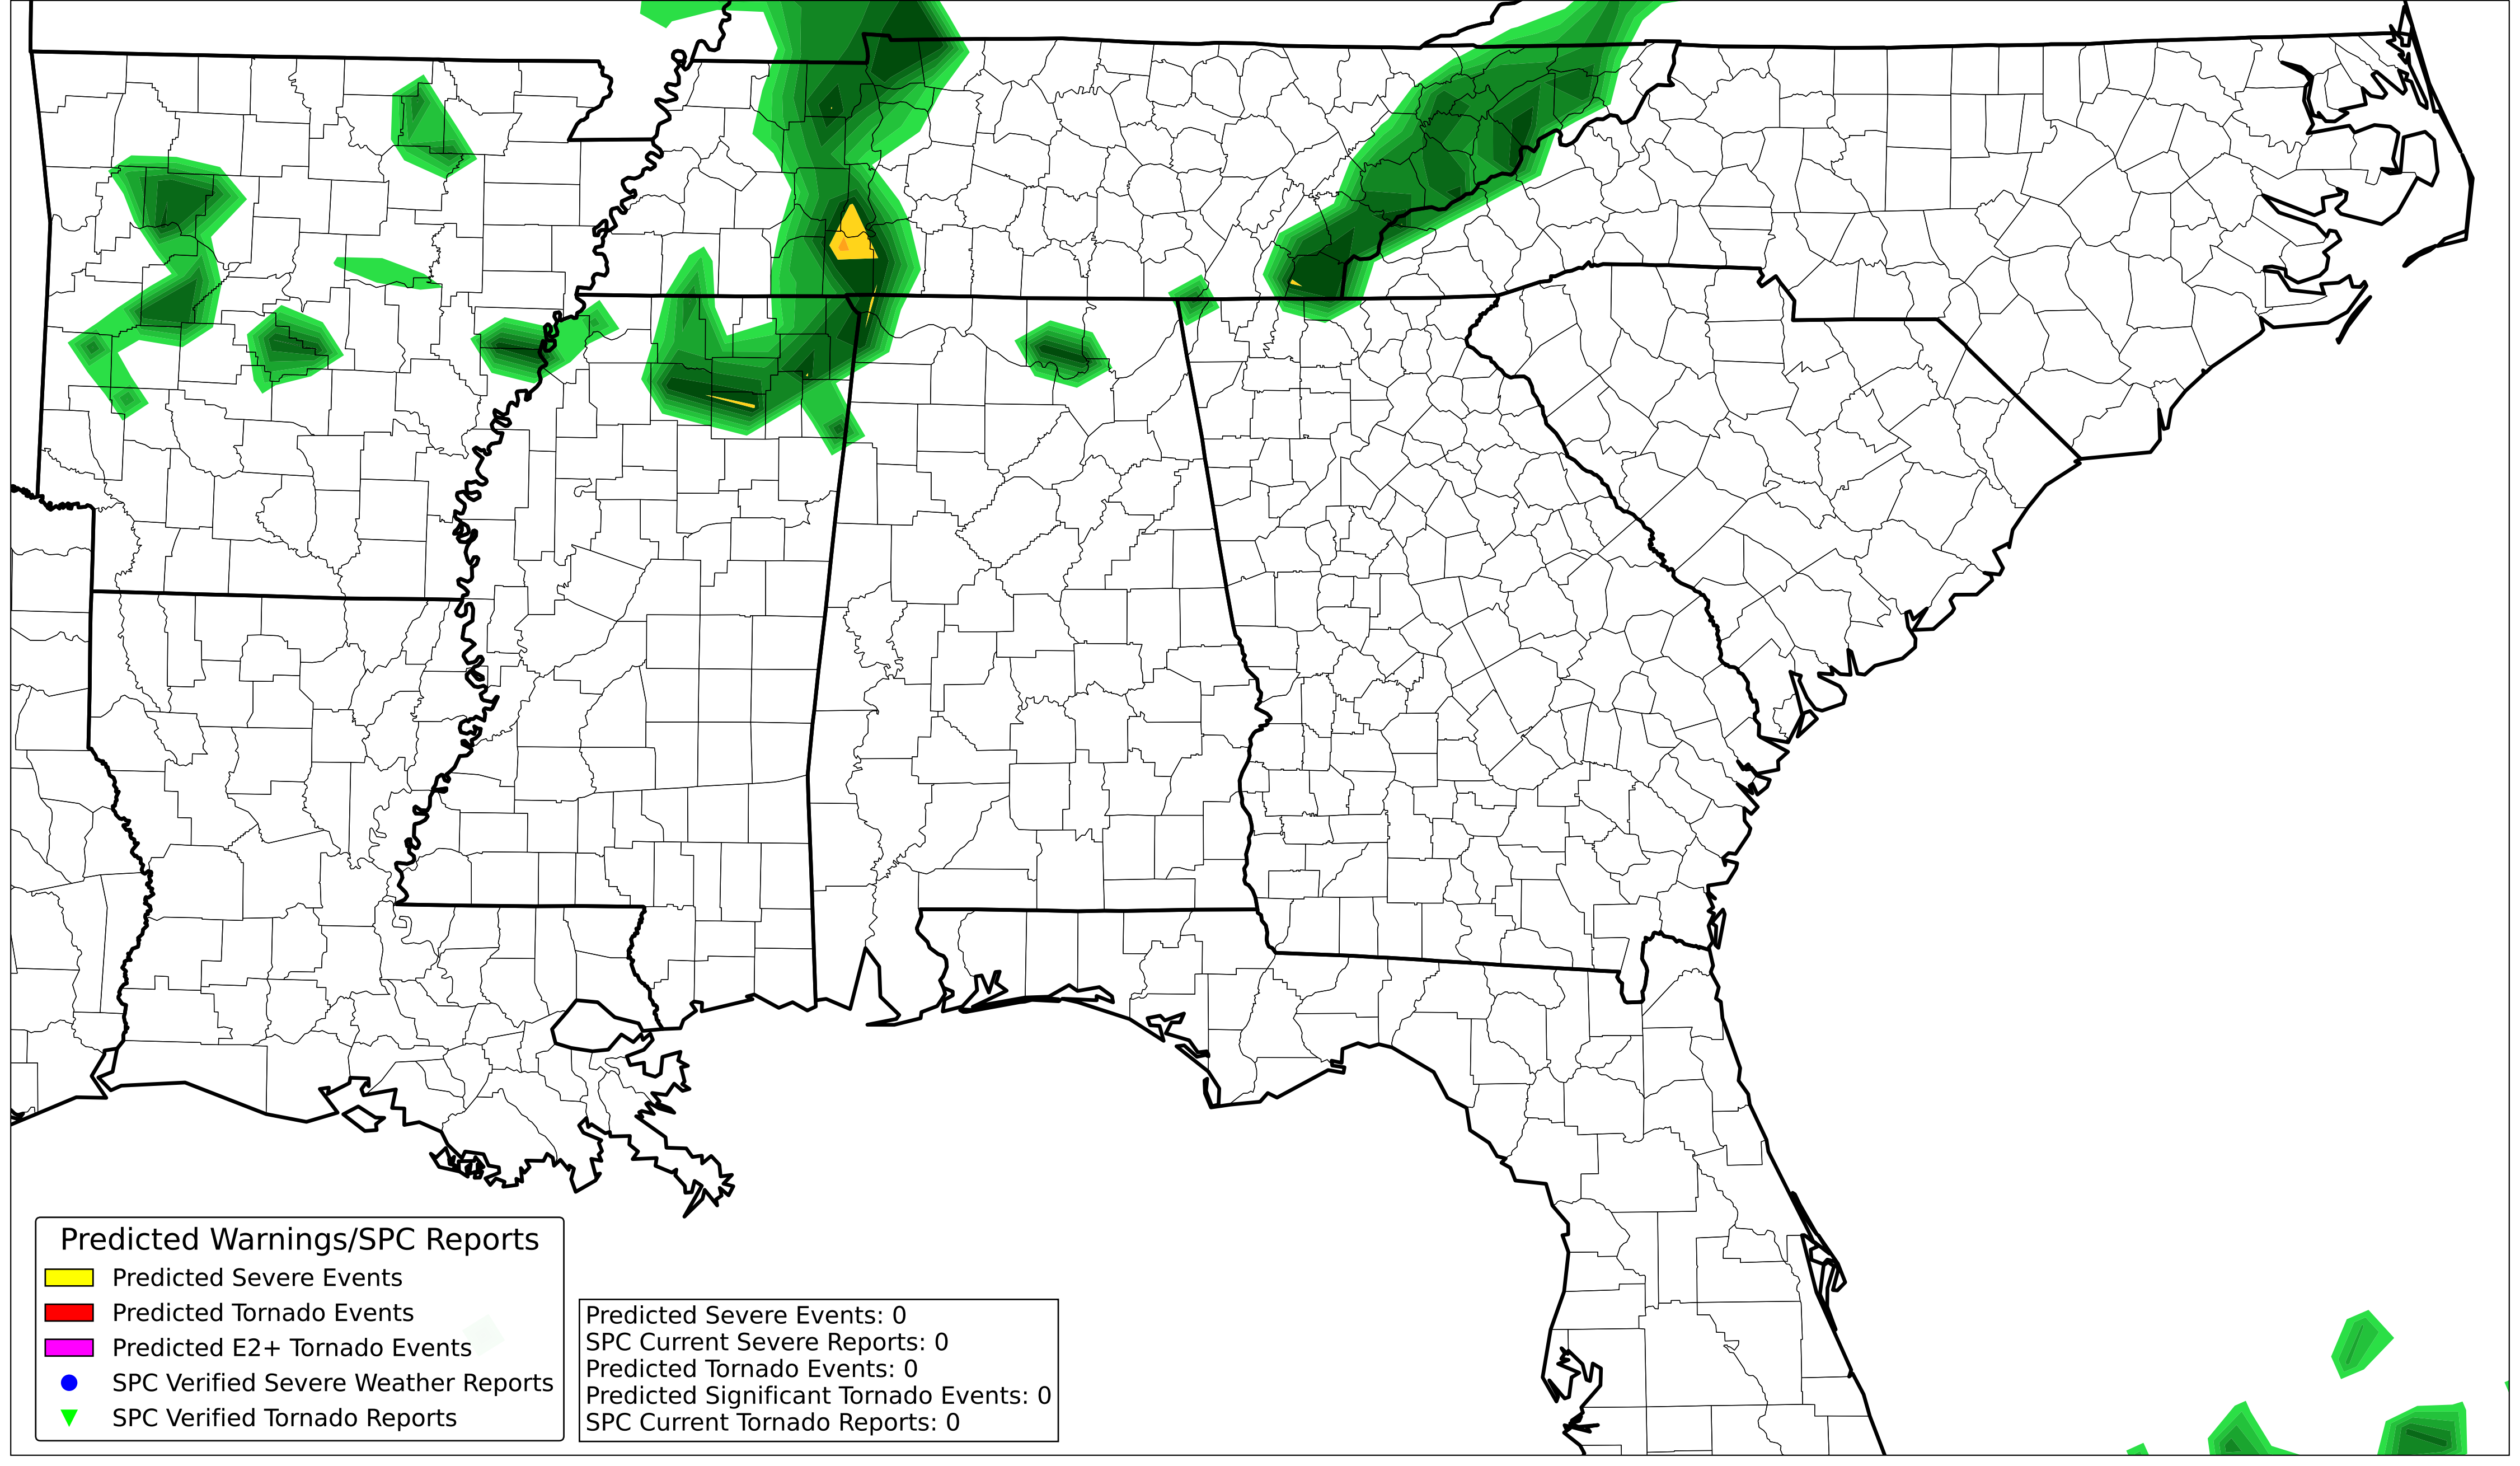 Predicted Warnings/SPC Reports
Predicted Severe Events
Predicted Tornado Events
Predicted E2+ Tornado Events
SPC Verified Severe Weather Reports
SPC Verified Tornado Reports
Predicted Severe Events: 0
SPC Current Severe Reports: 0
Predicted Tornado Events: 0
Predicted Significant Tornado Events: 0
SPC Current Tornado Reports: 0